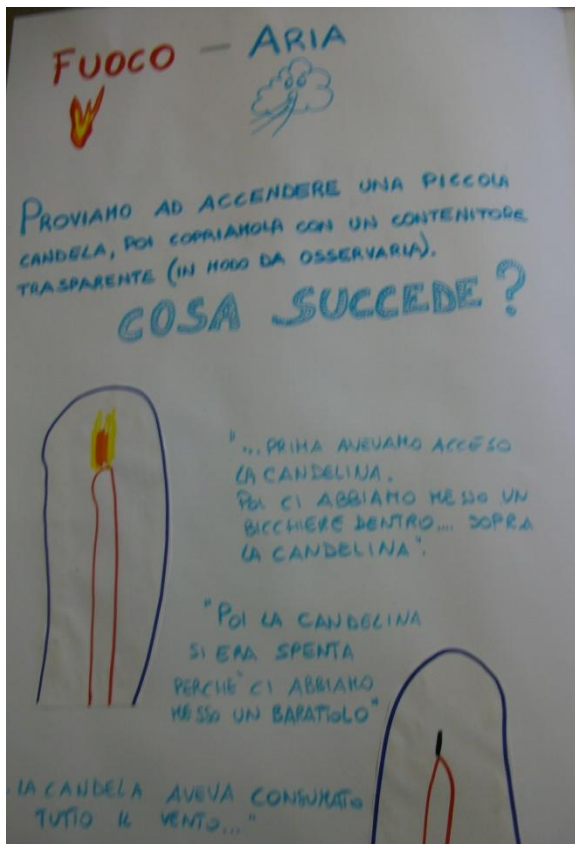 FUOCO - ARIA
PROVIAMO AD ACCENDERE UNA PICCOLA
CANDELA, POI COPRIAMOLA CON UN CONTENITORE
TRASPARENTE (IN MODO DA OSSERVARLA).
COSA SUCCEDE?
"...PRIMA AVEVAMO ACCESO
LA CANDELINA.
POI CI ABBIAMO MESSO UN
BICCHIERE DENTRO.... SOPRA
LA CANDELINA".
"POI LA CANDELINA
SI ERA SPENTA
PERCHE' CI ABBIAMO
MESSO UN BARATTOLO"
LA CANDELA AVEVA CONSUMATO
TUTTO IL VENTO..."